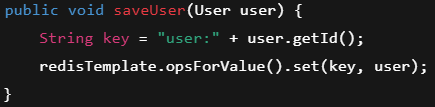 public void saveUser(User user) {
    String key = "user:" + user.getId();
    redisTemplate.opsForValue().set(key, user);
}